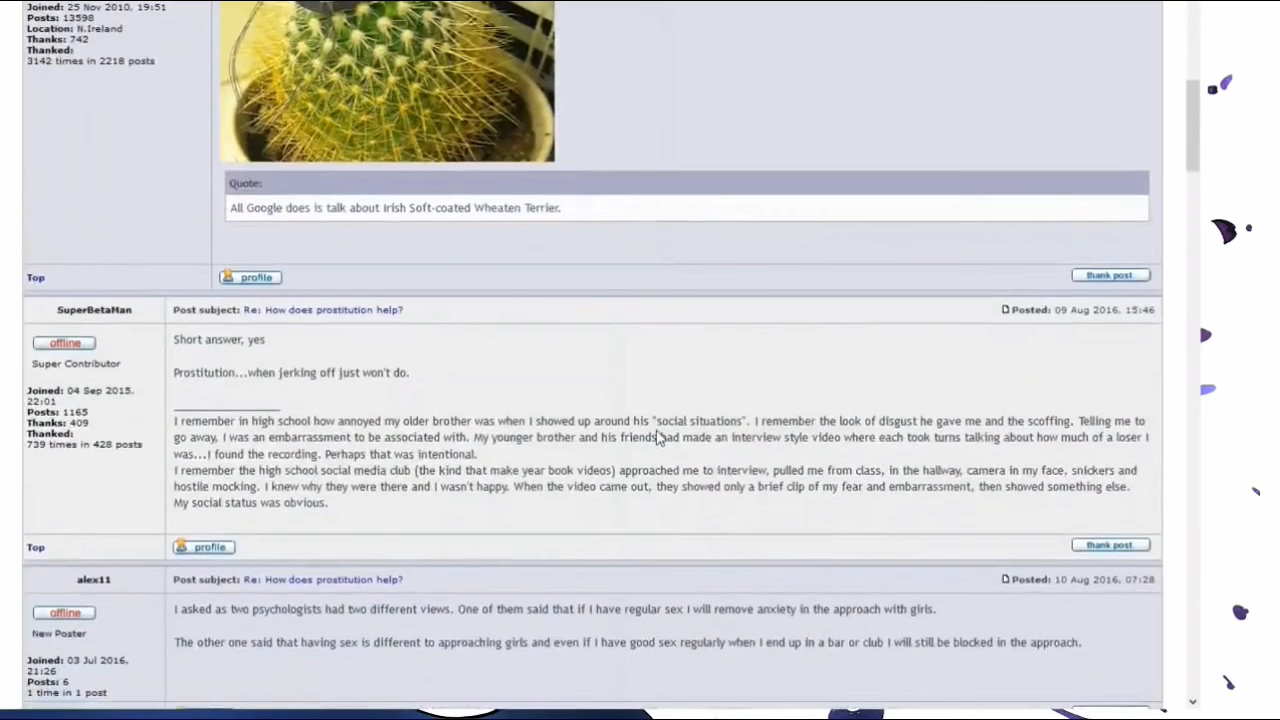 Joined: 25 Nov 2010, 19:51
Posts: 13598
Location: N.Ireland
Thanks: 742
Thanked:
3142 times in 2218 posts
Quote:
All Google does is talk about Irish Soft-coated Wheaten Terrier.
Top
profile
thank post
SuperBetaMan
Post subject: Re: How does prostitution help?
Posted: 09 Aug 2016, 15:46
offline
Super Contributor
Joined: 04 Sep 2015,
22:01
Posts: 1165
Thanks: 409
Thanked:
739 times in 428 posts
Short answer, yes
Prostitution...when jerking off just won't do.
I remember in high school how annoyed my older brother was when I showed up around his "social situations". I remember the look of disgust he gave me and the scoffing. Telling me to
go away, I was an embarrassment to be associated with. My younger brother and his friends had made an interview style video where each took turns talking about how much of a loser I
was...I found the recording. Perhaps that was intentional.
I remember the high school social media club (the kind that make year book videos) approached me to interview, pulled me from class, in the hallway, camera in my face, snickers and
hostile mocking. I knew why they were there and I wasn't happy. When the video came out, they showed only a brief clip of my fear and embarrassment, then showed something else.
My social status was obvious.
Top
profile
thank post
alex11
Post subject: Re: How does prostitution help?
Posted: 10 Aug 2016, 07:28
offline
New Poster
Joined: 03 Jul 2016,
21:26
Posts: 6
1 time in 1 post
I asked as two psychologists had two different views. One of them said that if I have regular sex I will remove anxiety in the approach with girls.
The other one said that having sex is different to approaching girls and even if I have good sex regularly when I end up in a bar or club I will still be blocked in the approach.